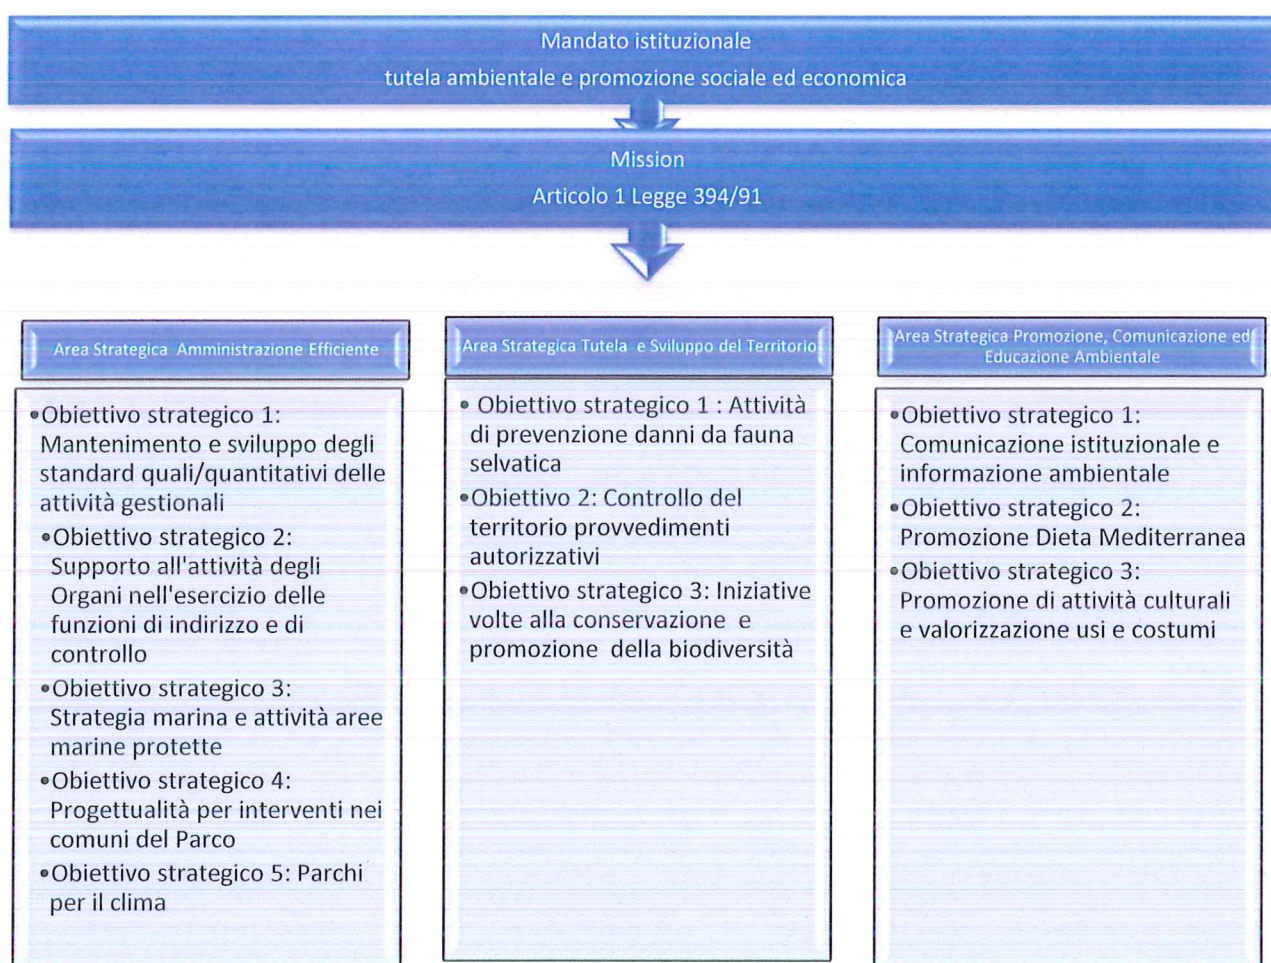 Mandato istituzionale
tutela ambientale e promozione sociale ed economica
Mission
Articolo 1 Legge 394/91
Area Strategica Amministrazione Efficiente
•Obiettivo strategico 1:
Mantenimento e sviluppo degli
standard quali/quantitativi delle
attività gestionali
•Obiettivo strategico 2:
Supporto all'attività degli
Organi nell'esercizio delle
funzioni di indirizzo e di
controllo
•Obiettivo strategico 3:
Strategia marina e attività aree
marine protette
•Obiettivo strategico 4:
Progettualità per interventi nei
comuni del Parco
•Obiettivo strategico 5: Parchi
per il clima
Area Strategica Tutela e Sviluppo del Territorio
• Obiettivo strategico 1 : Attività
di prevenzione danni da fauna
selvatica
•Obiettivo 2: Controllo del
territorio provvedimenti
autorizzativi
•Obiettivo strategico 3: Iniziative
volte alla conservazione e
promozione della biodiversità
Area Strategica Promozione, Comunicazione ed
Educazione Ambientale
•Obiettivo strategico 1:
Comunicazione istituzionale e
informazione ambientale
•Obiettivo strategico 2:
Promozione Dieta Mediterranea
•Obiettivo strategico 3:
Promozione di attività culturali
e valorizzazione usi e costumi